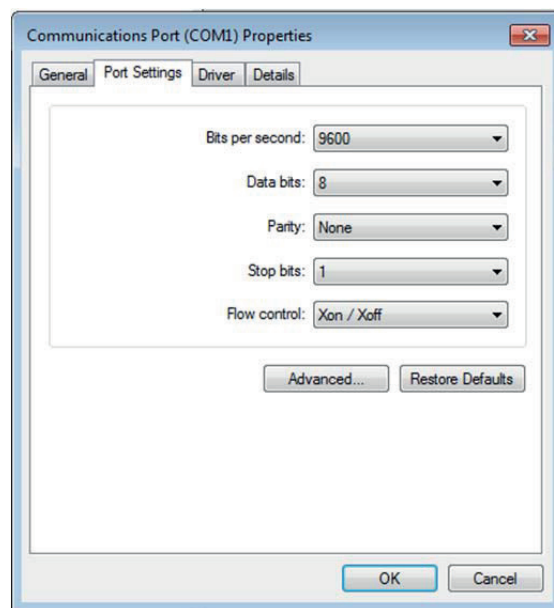 Communications Port (COM1) Properties
General Port Settings Driver Details
Bits per second: 9600
Data bits: 8
Parity: None
Stop bits: 1
Flow control: Xon / Xoff
Advanced... Restore Defaults
OK Cancel